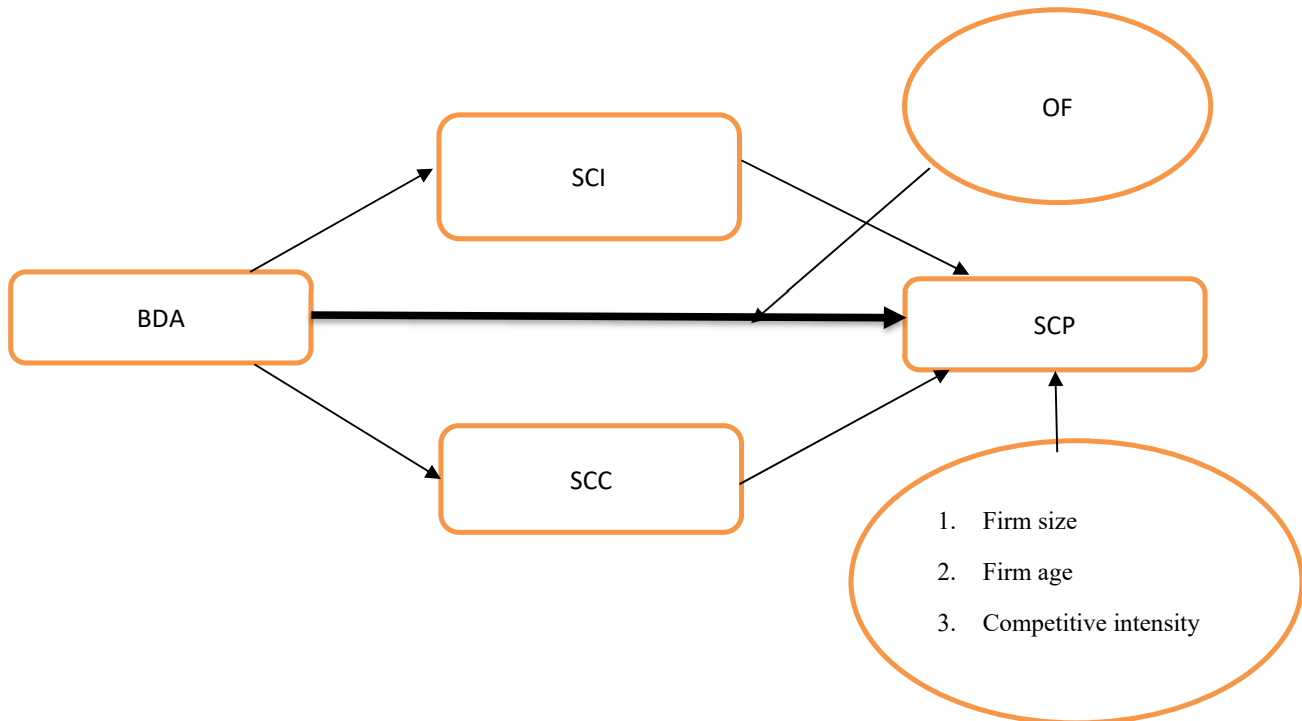 OF
SCI
BDA
SCP
SCC
1. Firm size
2. Firm age
3. Competitive intensity